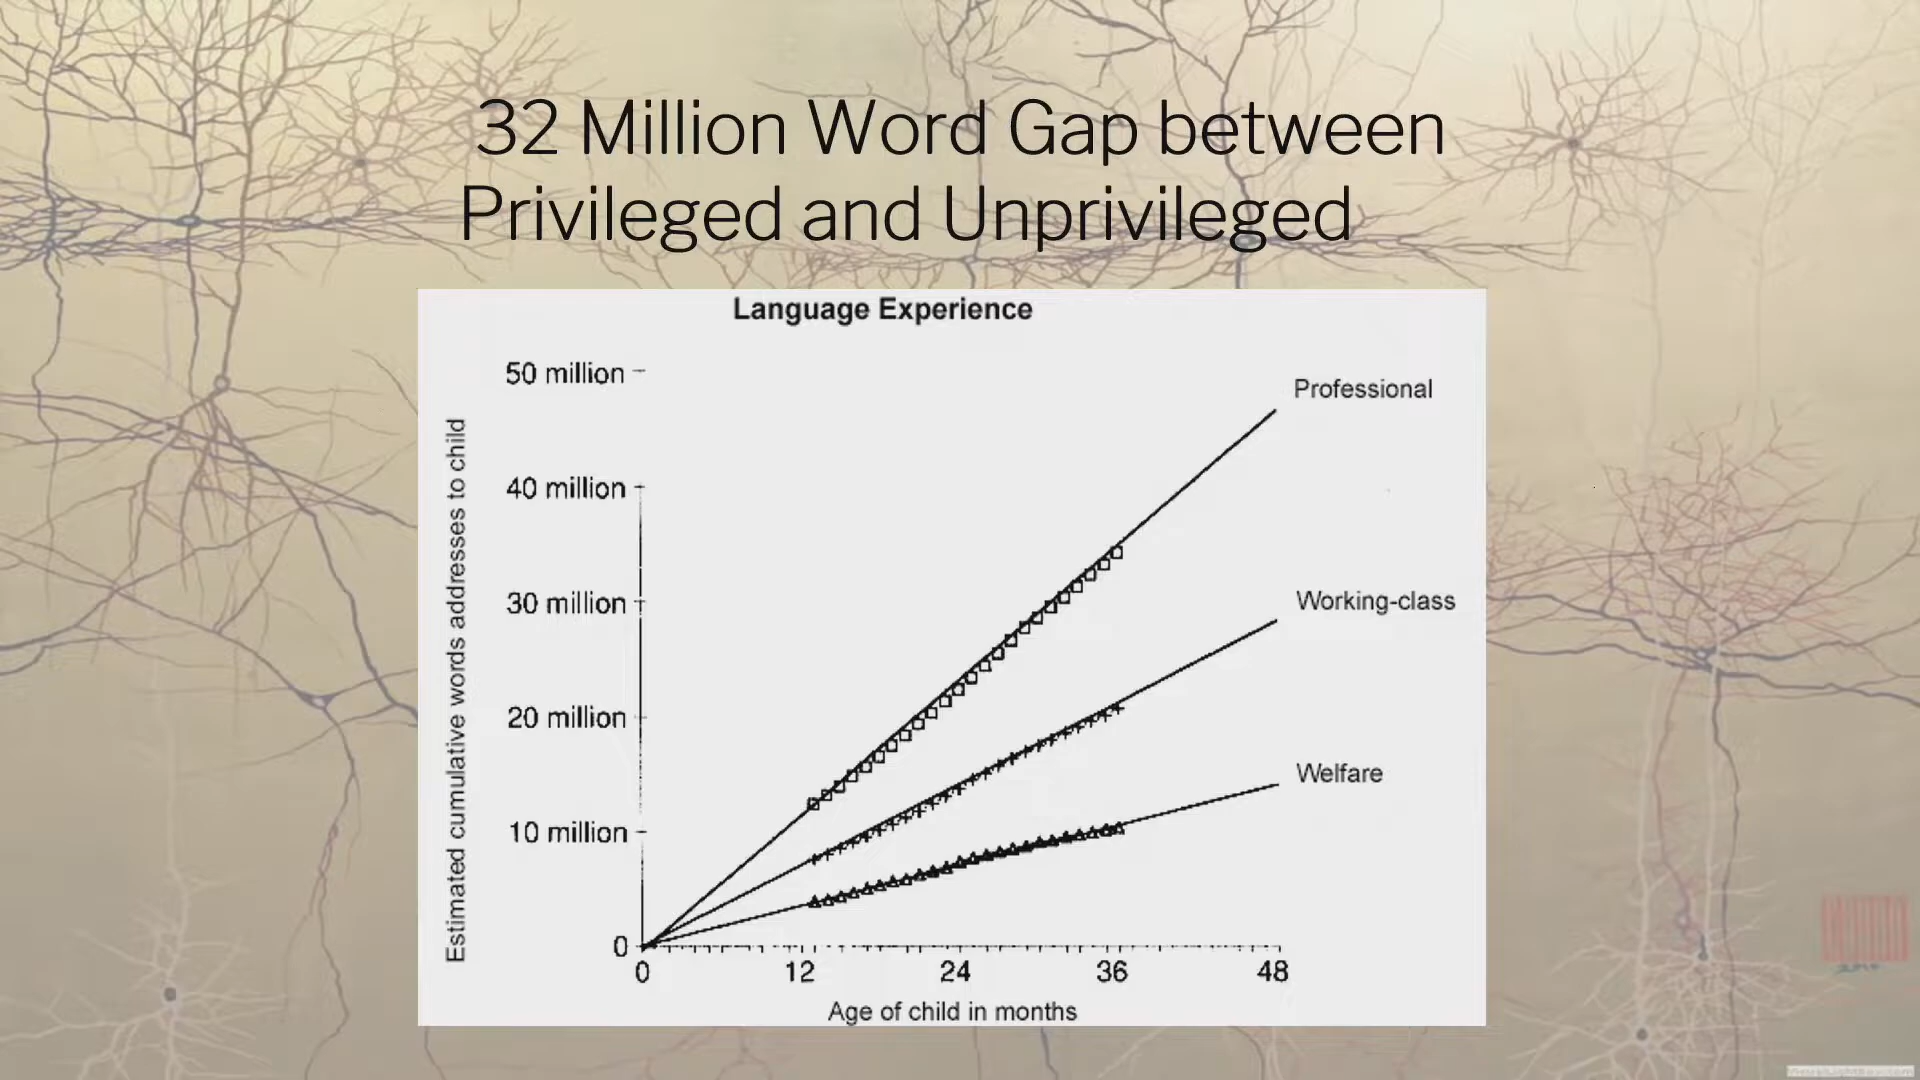 32 Million Word Gap between
Privileged and Unprivileged
Language Experience
Estimated cumulative words addresses to child
50 million
40 million
30 million
20 million
10 million
0
Professional
Working-class
Welfare
0 12 24 36 48
Age of child in months